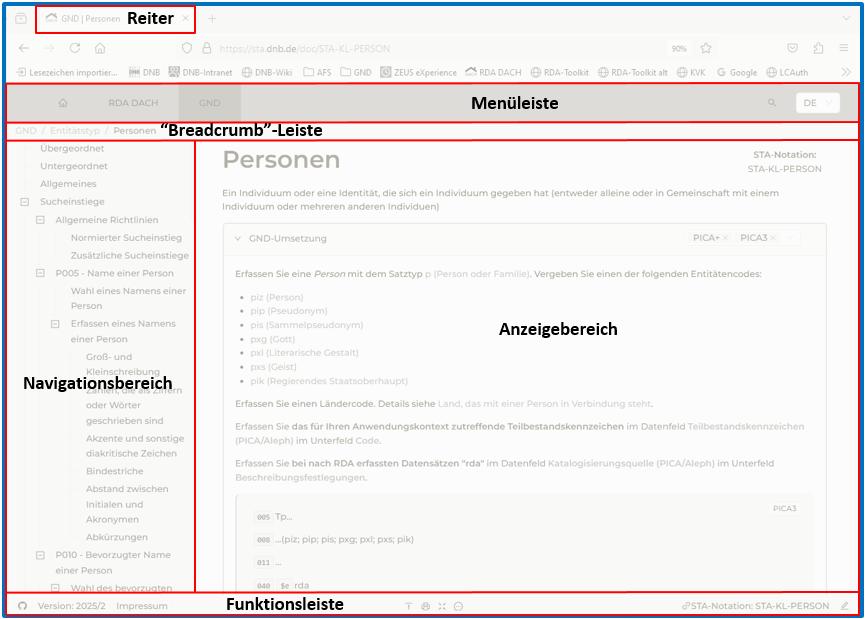 GND | Personen
Reiter
https://sta.dnb.de/doc/STA-KL-PERSON
90%
Lesezeichen importier...
DNB
DNB-Intranet
DNB-Wiki
AFS
GND
ZEUS eXperience
RDA DACH
RDA-Toolkit
RDA-Toolkit alt
KVK
Google
LCAuth
RDA DACH
GND
Menüleiste
DE
GND / Entitätstyp / Personen
“Breadcrumb”-Leiste
Übergeordnet
Untergeordnet
Allgemeines
Sucheinstiege
Allgemeine Richtlinien
Normierter Sucheinstieg
Zusätzliche Sucheinstiege
P005 - Name einer Person
Wahl eines Namens einer
Person
Erfassen eines Namens
einer Person
Groß- und
Kleinschreibung
Navigationsbereich
Zahlen, die als Ziffern
oder Wörter
geschrieben sind
Akzente und sonstige
diakritische Zeichen
Bindestriche
Abstand zwischen
Initialen und
Akronymen
Abkürzungen
P010 - Bevorzugter Name
einer Person
Wahl des bevorzugten
Personen
STA-Notation:
STA-KL-PERSON
Ein Individuum oder eine Identität, die sich ein Individuum gegeben hat (entweder alleine oder in Gemeinschaft mit einem
Individuum oder mehreren anderen Individuen)
GND-Umsetzung
PICA+ PICA3
Erfassen Sie eine Person mit dem Satztyp p (Person oder Familie). Vergeben Sie einen der folgenden Entitätencodes:
• piz (Person)
• pip (Pseudonym)
• pis (Sammelpseudonym)
• pxg (Gott)
• pxl (Literarische Gestalt)
• pxs (Geist)
• pik (Regierendes Staatsoberhaupt)
Anzeigebereich
Erfassen Sie einen Ländercode. Details siehe Land, das mit einer Person in Verbindung steht.
Erfassen Sie das für Ihren Anwendungskontext zutreffende Teilbestandskennzeichen im Datenfeld Teilbestandskennzeichen
(PICA/Aleph) im Unterfeld Code.
Erfassen Sie bei nach RDA erfassten Datensätzen "rda" im Datenfeld Katalogisierungsquelle (PICA/Aleph) im Unterfeld
Beschreibungsfestlegungen.
PICA3
005 Tp...
008 ...(piz; pip; pis; pxg; pxl; pxs; pik)
011 ...
040 $e rda
Version: 2025/2 Impressum
Funktionsleiste
STA-Notation: STA-KL-PERSON